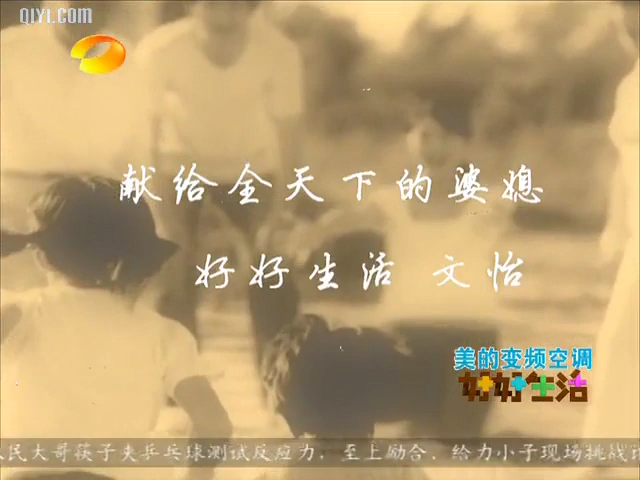 QIYI.COM
献给全天下的婆媳
好好生活 文怡
美的变频空调
好好生活
民大哥筷子夹乒乓球测试反应力，至上励合、给力小子现场挑战